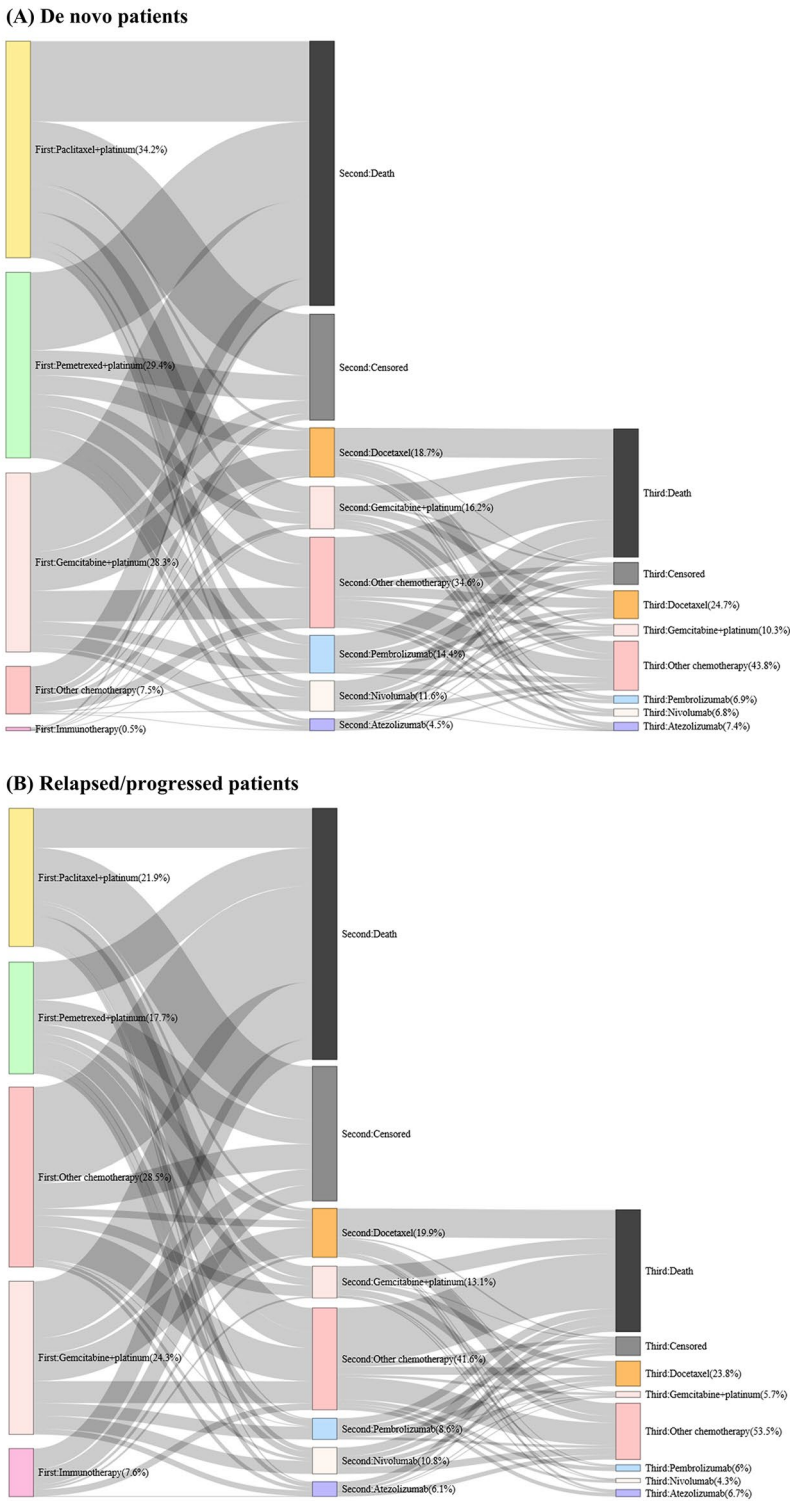 (A) De novo patients
First:Paclitaxel+platinum(34.2%)
First:Pemetrexed+platinum(29.4%)
First:Gemcitabine+platinum(28.3%)
First:Other chemotherapy(7.5%)
First:Immunotherapy(0.5%)
Second:Death
Second:Censored
Second:Docetaxel(18.7%)
Second:Gemcitabine+platinum(16.2%)
Second:Other chemotherapy(34.6%)
Second:Pembrolizumab(14.4%)
Second:Nivolumab(11.6%)
Second:Atezolizumab(4.5%)
Third:Death
Third:Censored
Third:Docetaxel(24.7%)
Third:Gemcitabine+platinum(10.3%)
Third:Other chemotherapy(43.8%)
Third:Pembrolizumab(6.9%)
Third:Nivolumab(6.8%)
Third:Atezolizumab(7.4%)
(B) Relapsed/progressed patients
First:Paclitaxel+platinum(21.9%)
First:Pemetrexed+platinum(17.7%)
First:Other chemotherapy(28.5%)
First:Gemcitabine+platinum(24.3%)
First:Immunotherapy(7.6%)
Second:Death
Second:Censored
Second:Docetaxel(19.9%)
Second:Gemcitabine+platinum(13.1%)
Second:Other chemotherapy(41.6%)
Second:Pembrolizumab(8.6%)
Second:Nivolumab(10.8%)
Second:Atezolizumab(6.1%)
Third:Death
Third:Censored
Third:Docetaxel(23.8%)
Third:Gemcitabine+platinum(5.7%)
Third:Other chemotherapy(53.5%)
Third:Pembrolizumab(6%)
Third:Nivolumab(4.3%)
Third:Atezolizumab(6.7%)